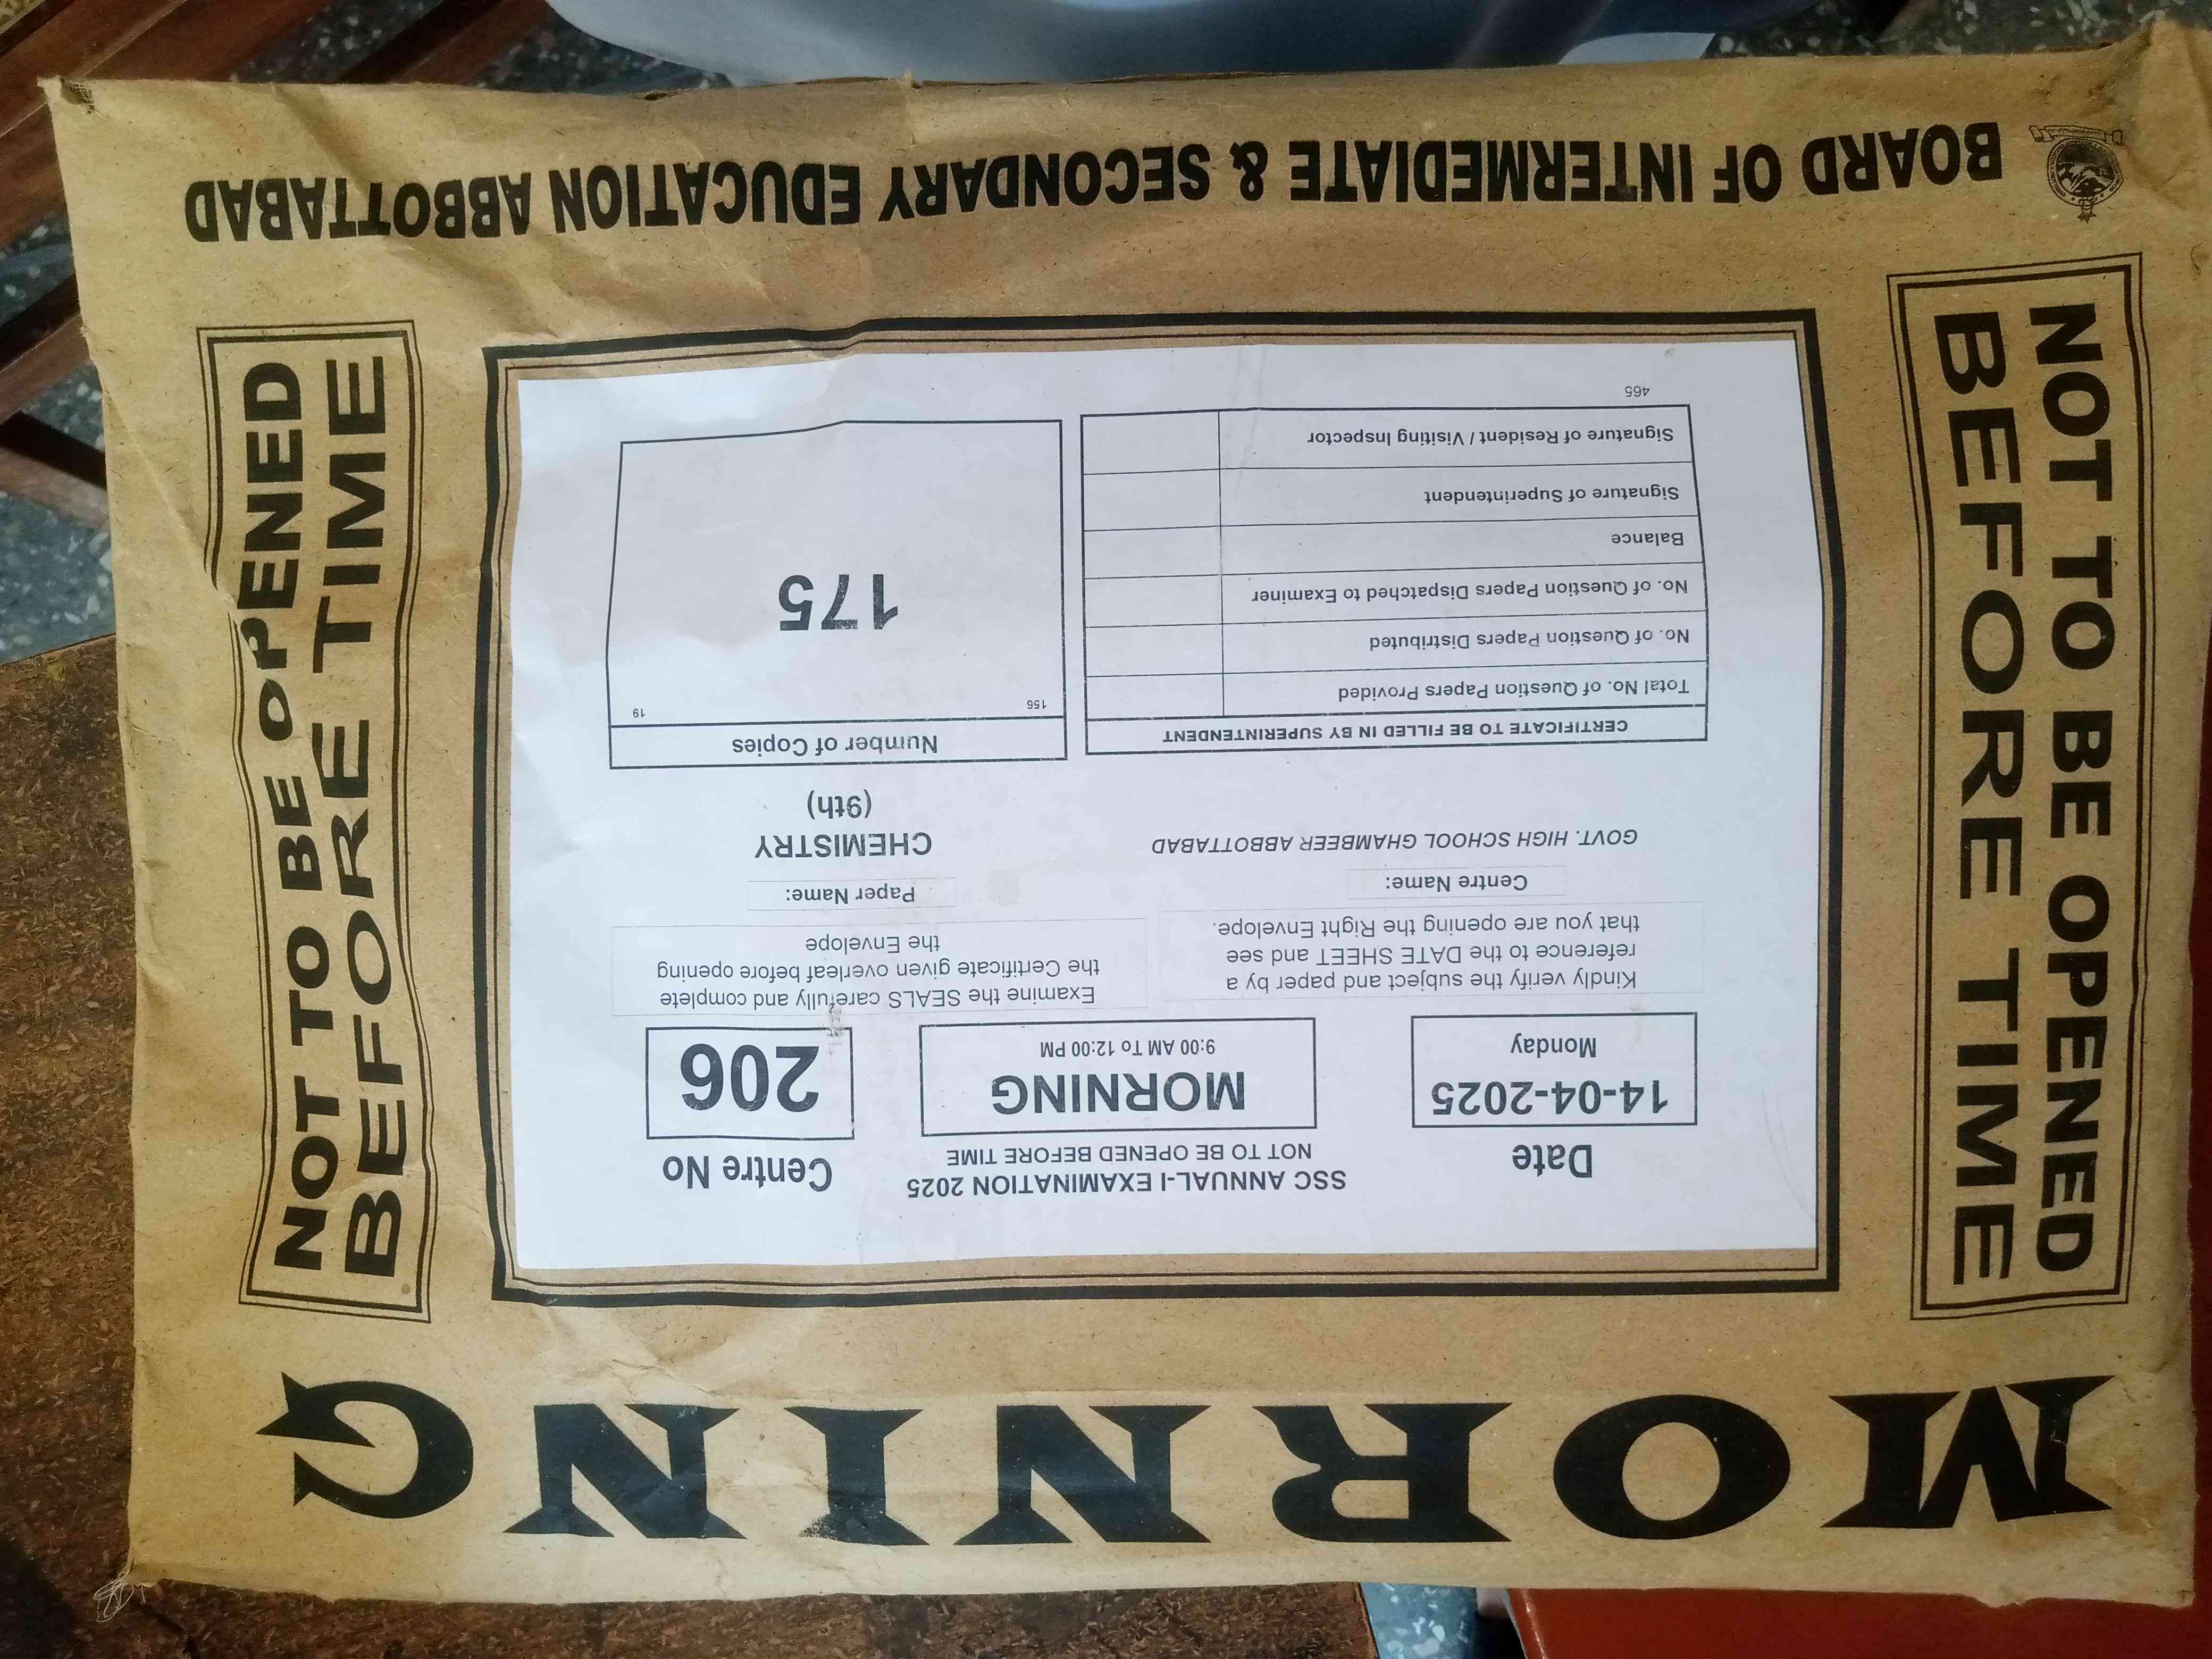 MORNING
NOT TO BE OPENED
BEFORE TIME
NOT TO BE OPENED
BEFORE TIME
SSC ANNUAL-I EXAMINATION 2025
NOT TO BE OPENED BEFORE TIME
Date
14-04-2025
Monday
MORNING
9:00 AM To 12:00 PM
Centre No
206
Kindly verify the subject and paper by a
reference to the DATE SHEET and see
that you are opening the Right Envelope.
Examine the SEALS carefully and complete
the Certificate given overleaf before opening
the Envelope
Centre Name:
GOVT. HIGH SCHOOL GHAMBEER ABBOTTABAD
Paper Name:
CHEMISTRY
(9th)
CERTIFICATE TO BE FILLED IN BY SUPERINTENDENT
Total No. of Question Papers Provided
No. of Question Papers Distributed
No. of Question Papers Dispatched to Examiner
Balance
Signature of Superintendent
Signature of Resident / Visiting Inspector
465
Number of Copies
156 19
175
BOARD OF INTERMEDIATE & SECONDARY EDUCATION ABBOTTABAD